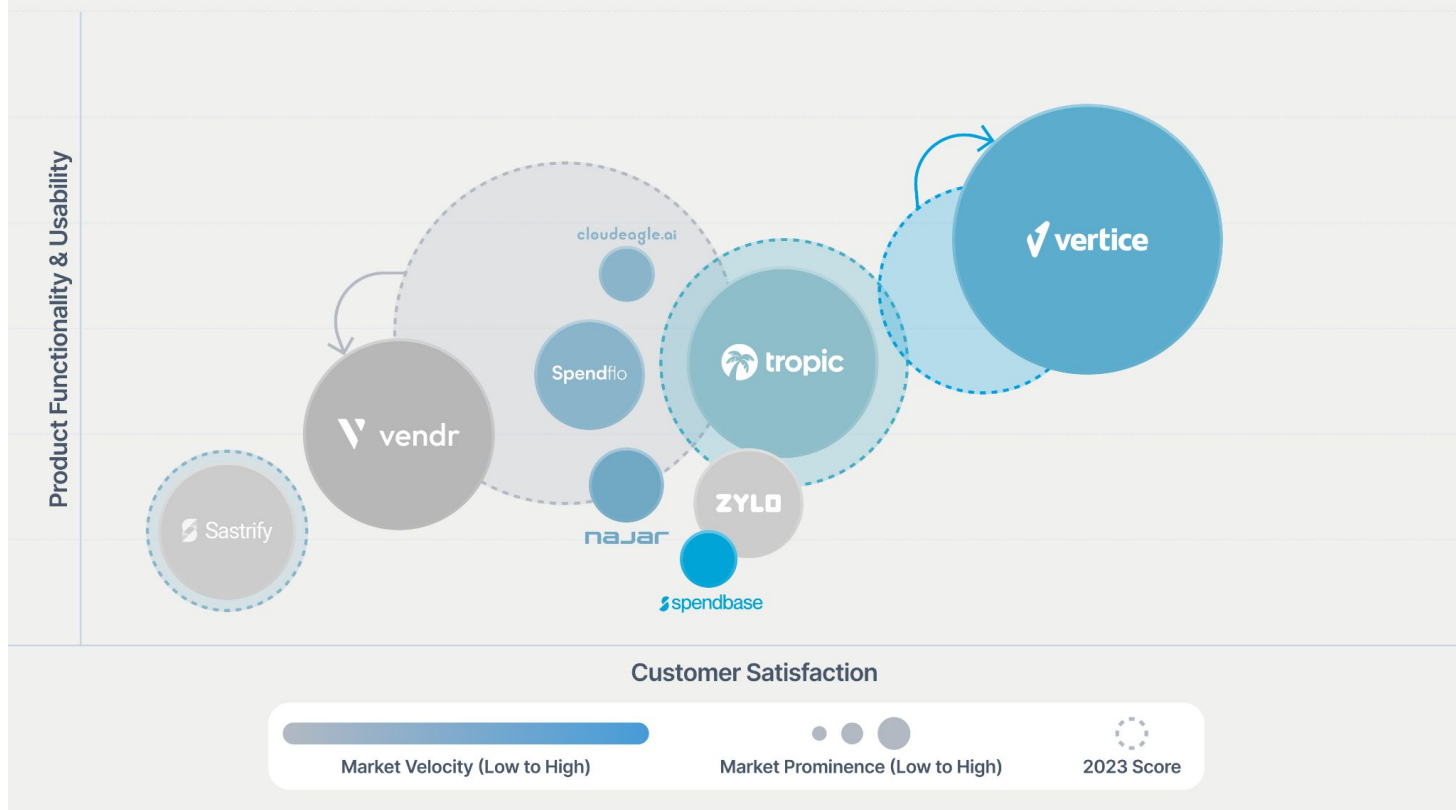 Product Functionality & Usability
cloudeagle.ai
vertice
tropic
Spendflo
vendr
ZYLO
Sastrify
najar
spendbase
Customer Satisfaction
Market Velocity (Low to High)
Market Prominence (Low to High)
2023 Score